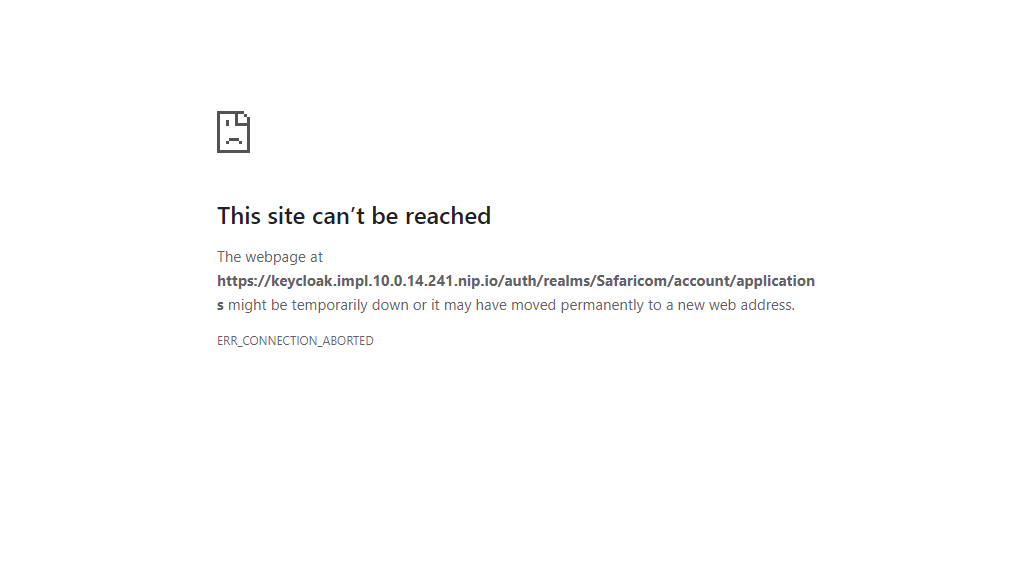 This site can’t be reached
The webpage at
https://keycloak.impl.10.0.14.241.nip.io/auth/realms/Safaricom/account/application
s might be temporarily down or it may have moved permanently to a new web address.
ERR_CONNECTION_ABORTED